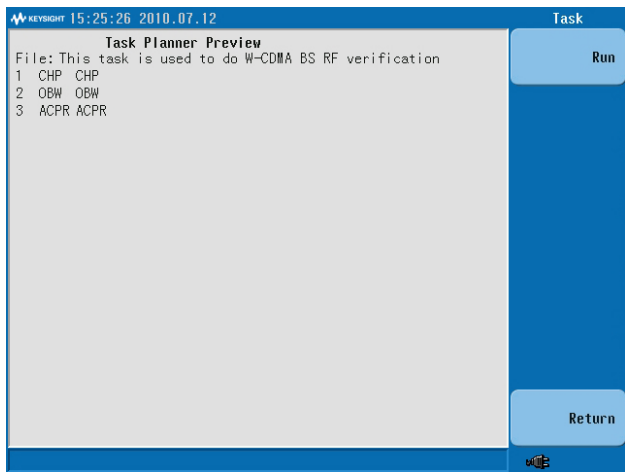 KEYSIGHT 15:25:26 2010.07.12 Task
Task Planner Preview
File: This task is used to do W-CDMA BS RF verification
1 CHP CHP
2 OBW OBW
3 ACPR ACPR
Run
Return